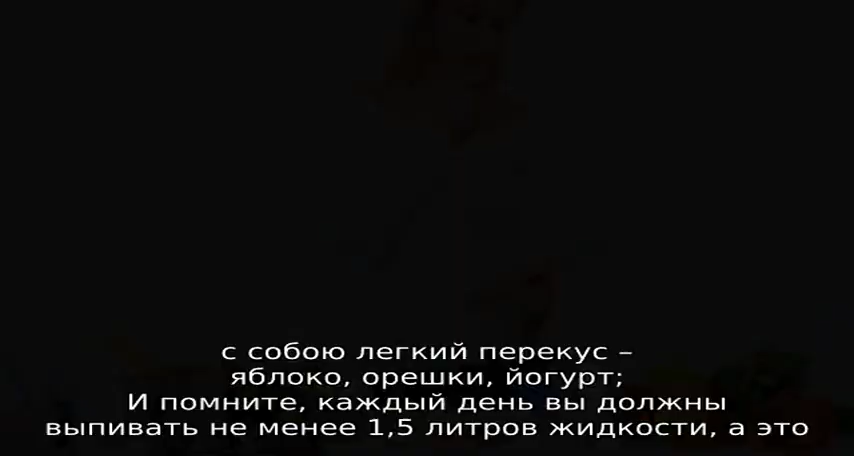 с собою легкий перекус –
яблоко, орешки, йогурт;
И помните, каждый день вы должны
выпивать не менее 1,5 литров жидкости, а это